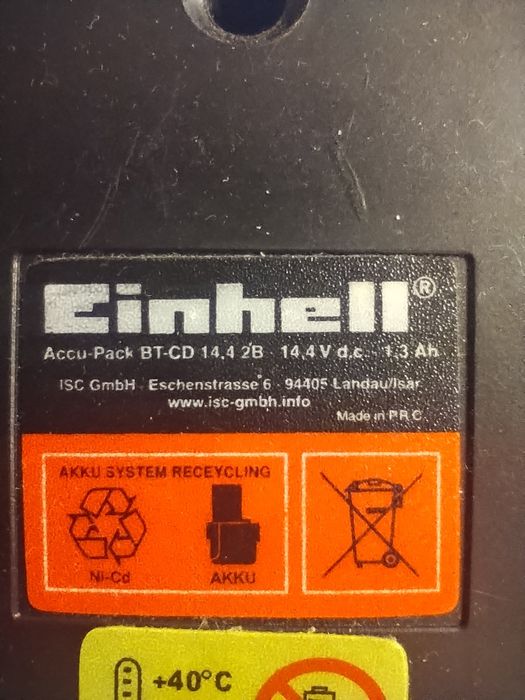 Einhell®
Accu-Pack BT-CD 14,4 2B · 14,4 V d.c. · 1,3 Ah
ISC GmbH · Eschenstrasse 6 · 94405 Landau/Isar
www.isc-gmbh.info
Made in P.R.C
AKKU SYSTEM RECEYCLING
Ni-Cd
AKKU
+40°C